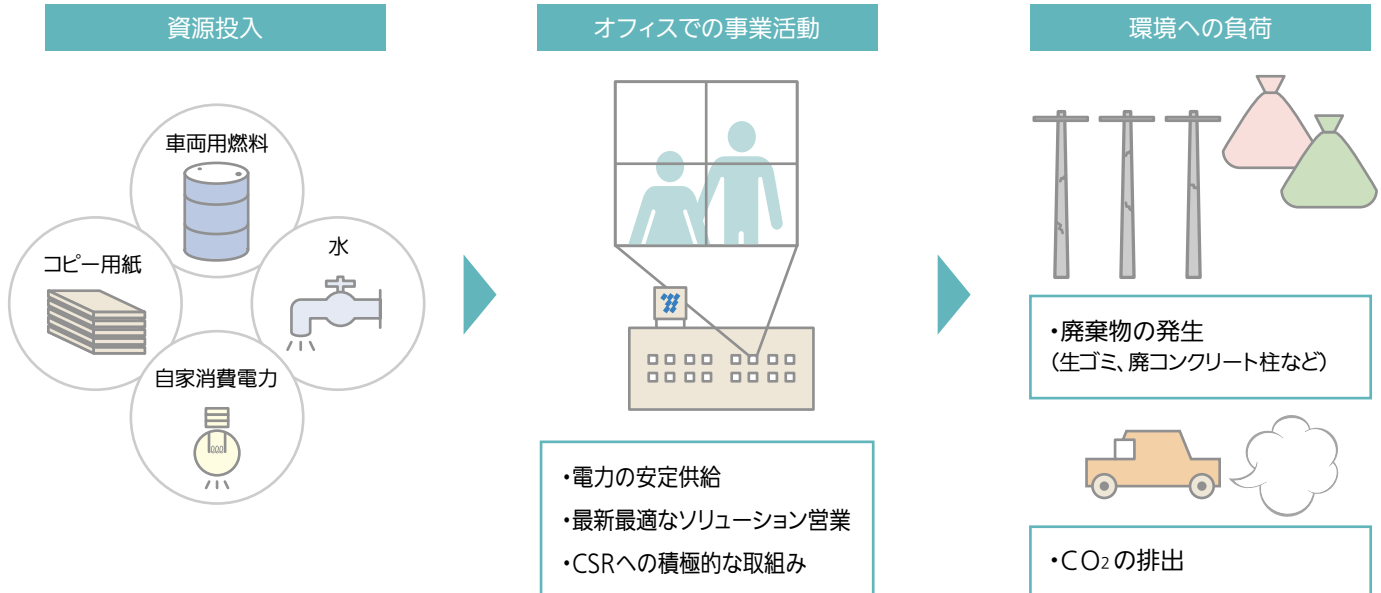 資源投入
車両用燃料
コピー用紙
水
自家消費電力
オフィスでの事業活動
・電力の安定供給
・最新最適なソリューション営業
・CSRへの積極的な取組み
環境への負荷
・廃棄物の発生
(生ゴミ、廃コンクリート柱など)
・CO2の排出